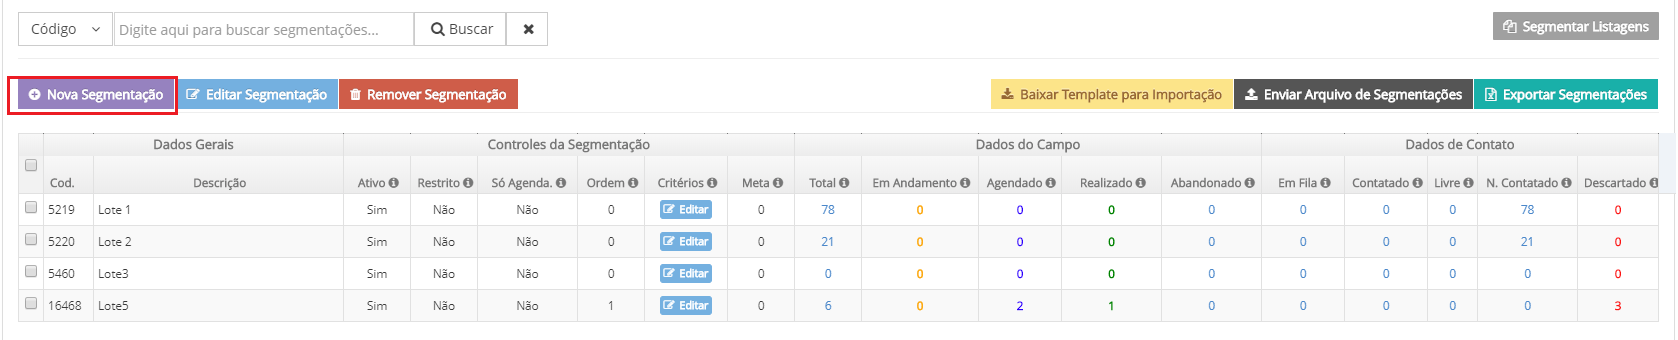 Código Digite aqui para buscar segmentações... Buscar Segmentar Listagens
Nova Segmentação Editar Segmentação Remover Segmentação Baixar Template para Importação Enviar Arquivo de Segmentações Exportar Segmentações
Dados Gerais Controles da Segmentação Dados do Campo Dados de Contato
Cod. Descrição Ativo Restrito Só Agenda. Ordem Critérios Meta Total Em Andamento Agendado Realizado Abandonado Em Fila Contatado Livre N. Contatado Descartado
5219 Lote 1 Sim Não Não 0 Editar 0 78 0 0 0 0 0 0 0 78 0
5220 Lote 2 Sim Não Não 0 Editar 0 21 0 0 0 0 0 0 0 21 0
5460 Lote3 Sim Não Não 0 Editar 0 0 0 0 0 0 0 0 0 0 0
16468 Lote5 Sim Não Não 1 Editar 0 6 0 2 1 0 0 0 0 0 3